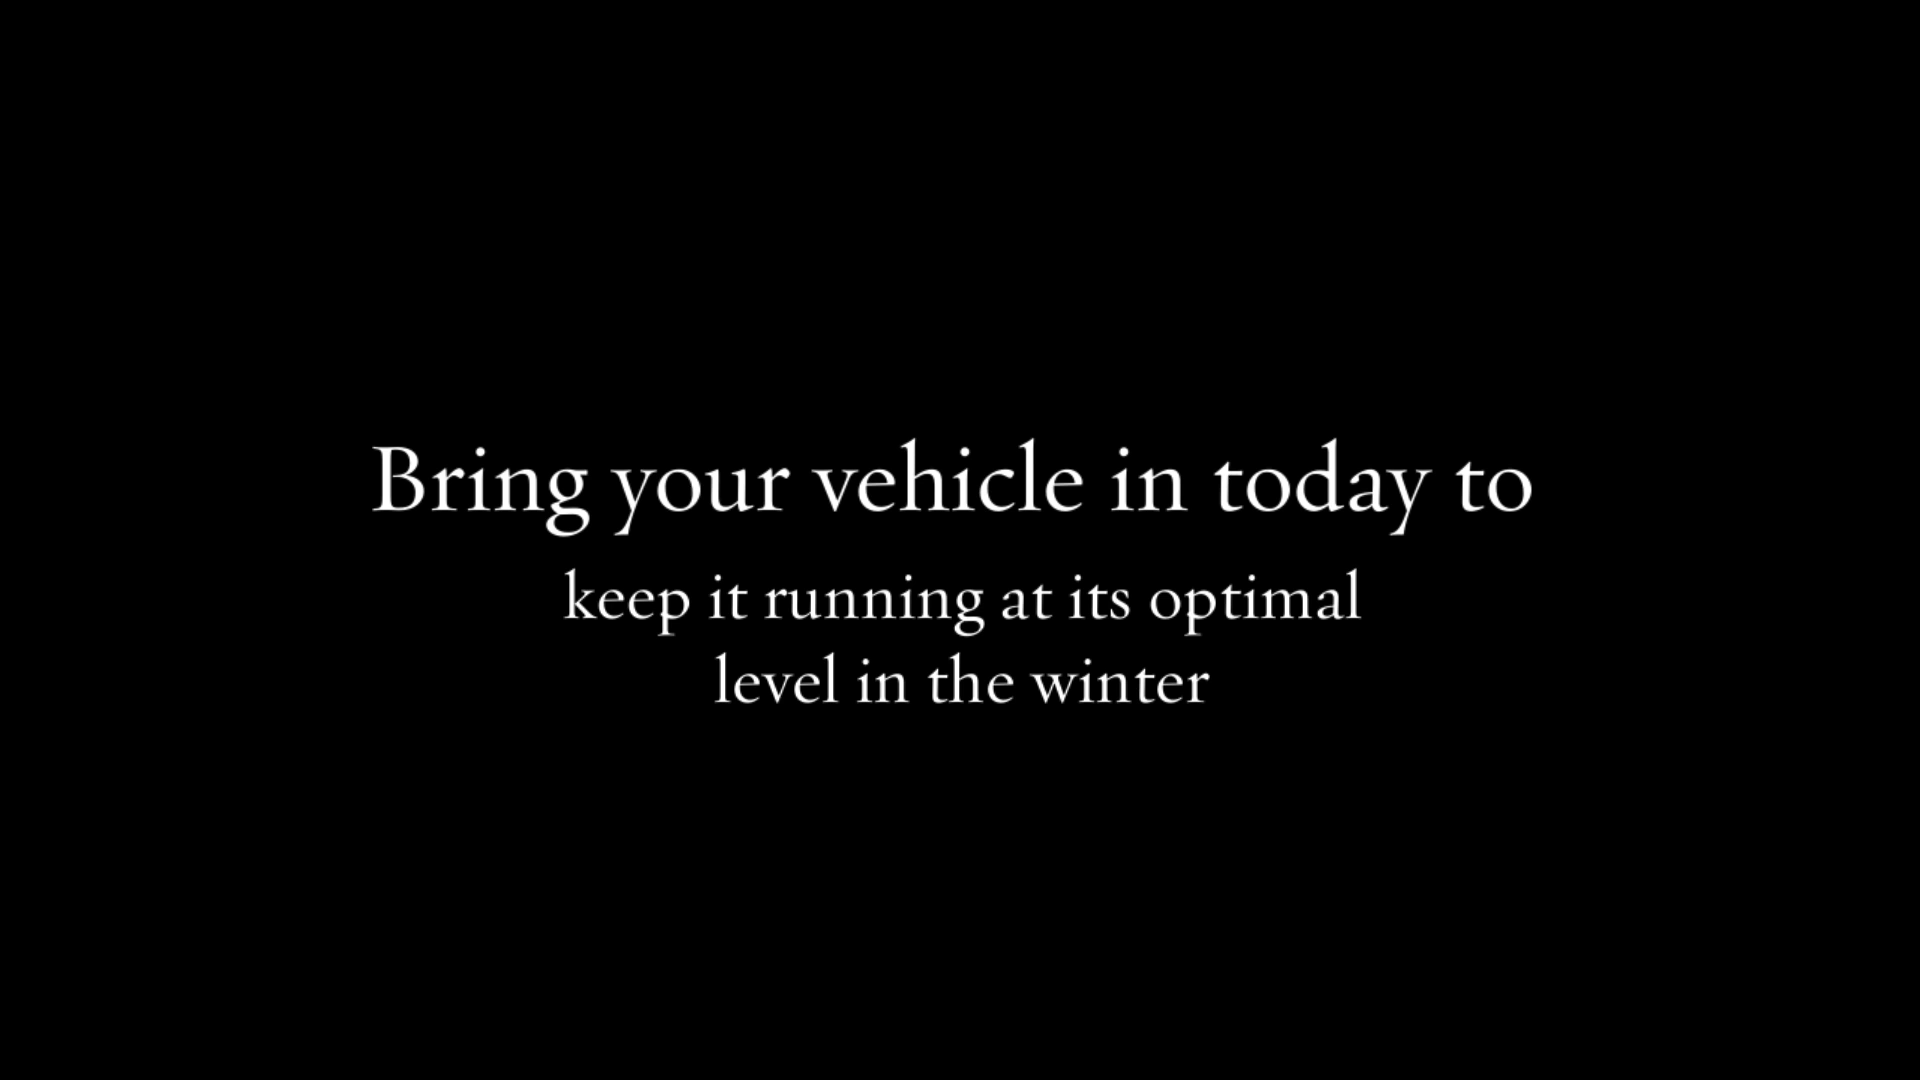 Bring your vehicle in today to
keep it running at its optimal
level in the winter